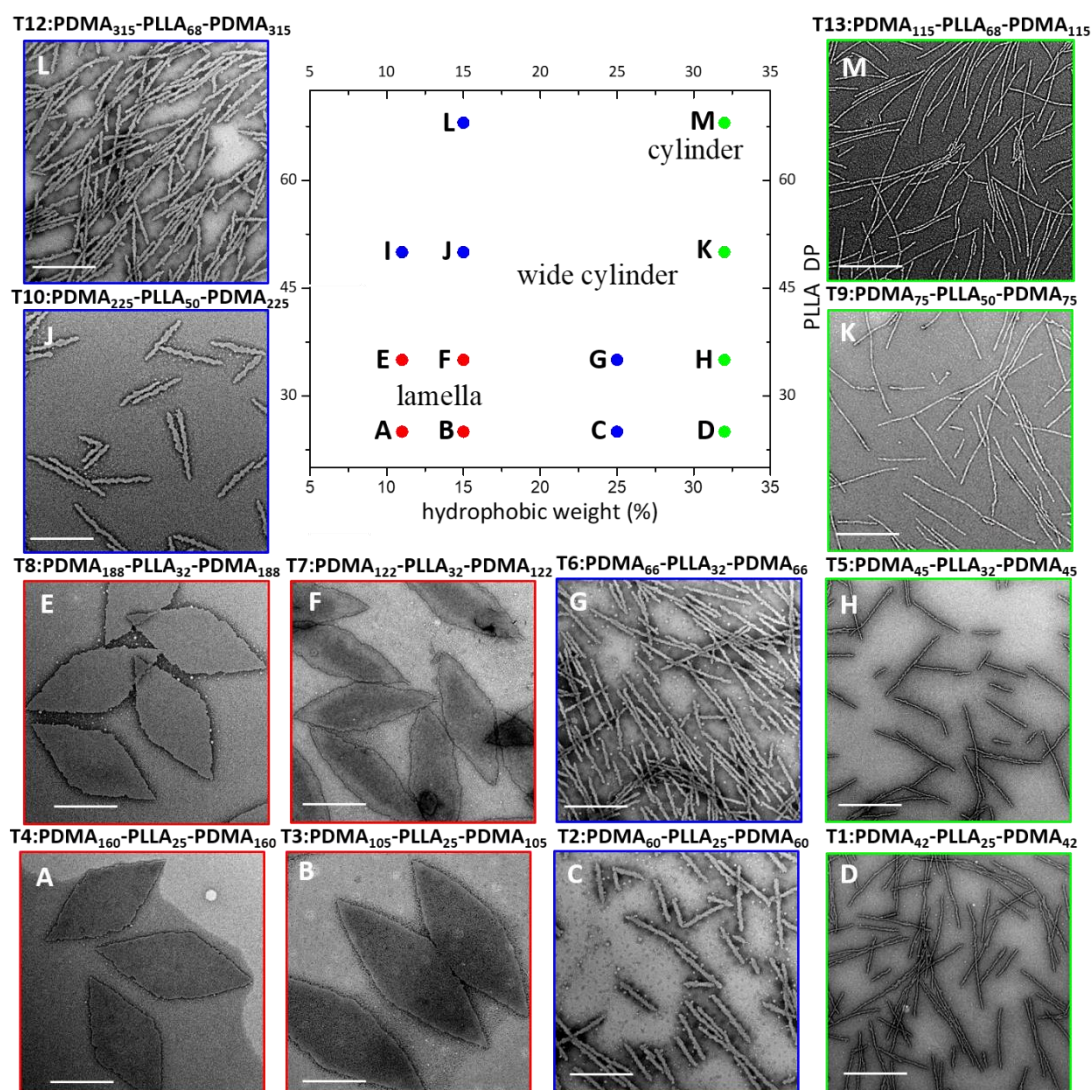 T12:PDMA₃₁₅-PLLA₆₈-PDMA₃₁₅
T13:PDMA₁₁₅-PLLA₆₈-PDMA₁₁₅
L
M
5 10 15 20 25 30 35
L
M
cylinder
60
60
I
J
K
wide cylinder
45
45
PLLA DP
E
F
G
H
lamella
30
30
A
B
C
D
5 10 15 20 25 30 35
hydrophobic weight (%)
T10:PDMA₂₂₅-PLLA₅₀-PDMA₂₂₅
T9:PDMA₇₅-PLLA₅₀-PDMA₇₅
J
K
T8:PDMA₁₈₈-PLLA₃₂-PDMA₁₈₈
T7:PDMA₁₂₂-PLLA₃₂-PDMA₁₂₂
T6:PDMA₆₆-PLLA₃₂-PDMA₆₆
T5:PDMA₄₅-PLLA₃₂-PDMA₄₅
E
F
G
H
T4:PDMA₁₆₀-PLLA₂₅-PDMA₁₆₀
T3:PDMA₁₀₅-PLLA₂₅-PDMA₁₀₅
T2:PDMA₆₀-PLLA₂₅-PDMA₆₀
T1:PDMA₄₂-PLLA₂₅-PDMA₄₂
A
B
C
D